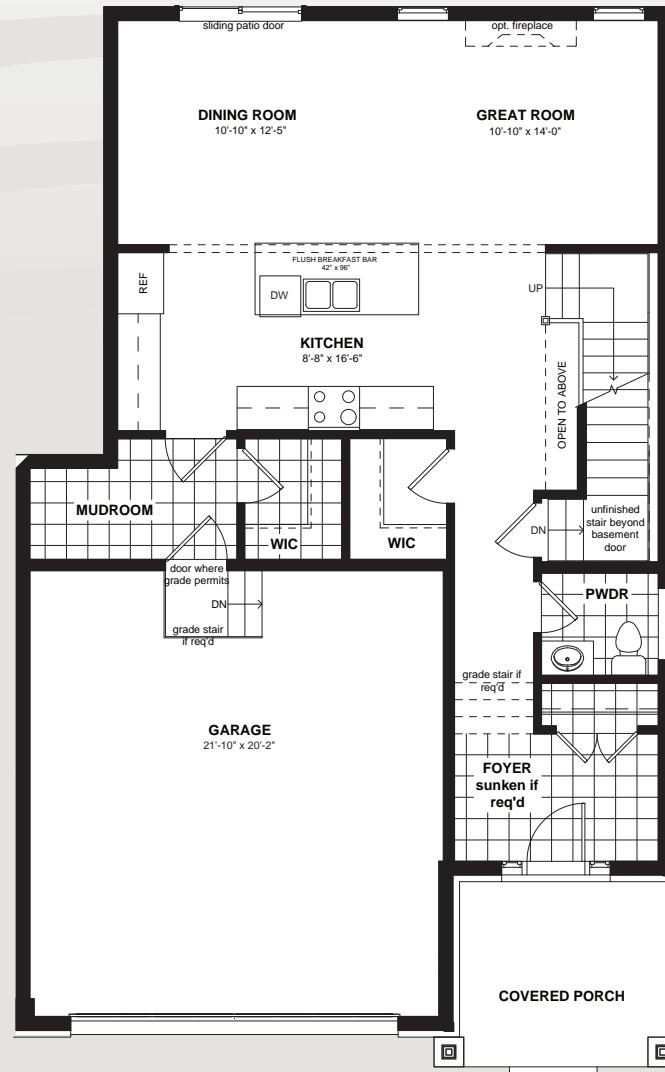 sliding patio door
opt. fireplace
DINING ROOM
10'-10" x 12'-5"
GREAT ROOM
10'-10" x 14'-0"
FLUSH BREAKFAST BAR
42" x 96"
REF
DW
UP
KITCHEN
8'-8" x 16'-6"
OPEN TO ABOVE
MUDROOM
WIC
WIC
DN
unfinished
stair beyond
basement
door
door where
grade permits
DN
grade stair
if req'd
PWDR
grade stair if
req'd
GARAGE
21'-10" x 20'-2"
FOYER
sunken if
req'd
COVERED PORCH